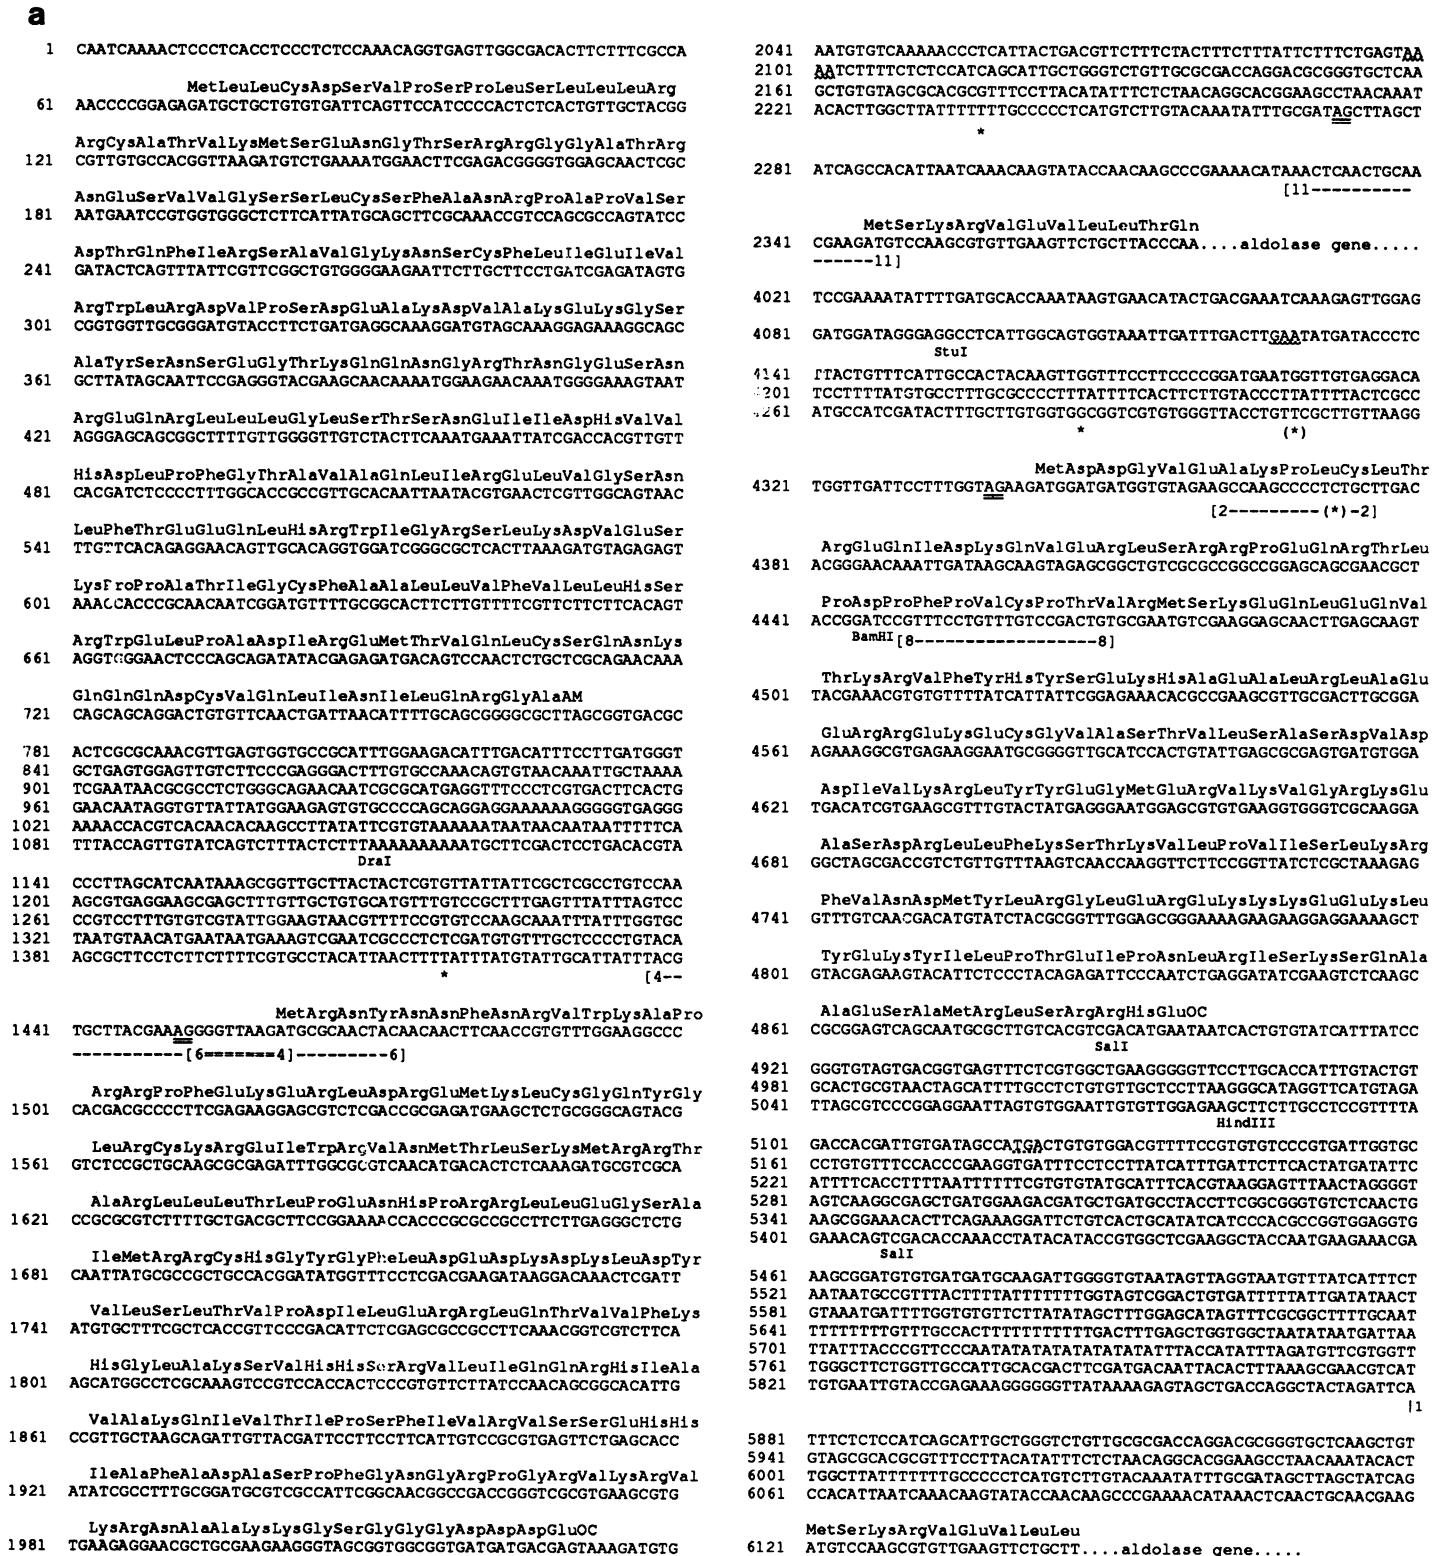 a
1 CAATCAAAACTCCCTCACCTCCCTCTCCAAACAGGTGAGTTGGCGACACTTCTTTCGCCA
MetLeuLeuCysAspSerValProSerProLeuSerLeuLeuLeuArg
61 AACCCCGGAGAGATGCTGCTGTGTGATTCAGTTCCATCCCCACTCTCACTGTTGCTACGG
ArgCysAlaThrValLysMetSerGluAsnGlyThrSerArgArgGlyGlyAlaThrArg
121 CGTTGTGCCACGGTTAAGATGTCTGAAAATGGAACTTCGAGACGGGGTGGAGCAACTCGC
AsnGluSerValValGlySerSerLeuCysSerPheAlaAsnArgProAlaProValSer
181 AATGAATCCGTGGTGGGCTCTTCATTATGCAGCTTCGCAAACCGTCCAGCGCCAGTATCC
AspThrGlnPheIleArgSerAlaValGlyLysAsnSerCysPheLeuIleGluIleVal
241 GATACTCAGTTTATTCGTTCGGCTGTGGGGAAGAATTCTTGCTTCCTGATCGAGATAGTG
ArgTrpLeuArgAspValProSerAspGluAlaLysAspValAlaLysGluLysGlySer
301 CGGTGGTTGCGGGATGTACCTTCTGATGAGGCAAAGGATGTAGCAAAGGAGAAAGGCAGC
AlaTyrSerAsnSerGluGlyThrLysGlnGlnAsnGlyArgThrAsnGlyGluSerAsn
361 GCTTATAGCAATTCCGAGGGTACGAAGCAACAAAATGGAAGAACAAATGGGGAAAGTAAT
ArgGluGlnArgLeuLeuLeuGlyLeuSerThrSerAsnGluIleIleAspHisValVal
421 AGGGAGCAGCGGCTTTTGTTGGGGTTGTCTACTTCAAATGAAATTATCGACCACGTTGTT
HisAspLeuProPheGlyThrAlaValAlaGlnLeuIleArgGluLeuValGlySerAsn
481 CACGATCTCCCCTTTGGCACCGCCGTTGCACAATTAATACGTGAACTCGTTGGCAGTAAC
LeuPheThrGluGluGlnLeuHisArgTrpIleGlyArgSerLeuLysAspValGluSer
541 TTGTTCACAGAGGAACAGTTGCACAGGTGGATCGGGCGCTCACTTAAAGATGTAGAGAGT
LysProProAlaThrIleGlyCysPheAlaAlaLeuLeuValPheValLeuLeuHisSer
601 AAACCACCCGCAACAATCGGATGTTTTGCGGCACTTCTTGTTTTCGTTCTTCTTCACAGT
ArgTrpGluLeuProAlaAspIleArgGluMetThrValGlnLeuCysSerGlnAsnLys
661 AGGTGGGAACTCCCAGCAGATATACGAGAGATGACAGTCCAACTCTGCTCGCAGAACAAA
GlnGlnGlnAspCysValGlnLeuIleAsnIleLeuGlnArgGlyAlaAM
721 CAGCAGCAGGACTGTGTTCAACTGATTAACATTTTGCAGCGGGGCGCTTAGCGGTGACGC
781 ACTCGCGCAAACGTTGAGTGGTGCCGCATTTGGAAGACATTTGACATTTCCTTGATGGGT
841 GCTGAGTGGAGTTGTCTTCCCGAGGGACTTTGTGCCAAACAGTGTAACAAATTGCTAAAA
901 TCGAATAACGCGCCTCTGGGCAGAACAATCGCGCATGAGGTTTCCCTCGTGACTTCACTG
961 GAACAATAGGTGTTATTATGGAAGAGTGTGCCCCAGCAGGAGGAAAAAAGGGGGTGAGGG
1021 AAAACCACGTCACAACACAAGCCTTATATTCGTGTAAAAAATAATAACAATAATTTTTCA
1081 TTTACCAGTTGTATCAGTCTTTACTCTTTAAAAAAAAAATGCTTCGACTCCTGACACGTA
DraI
1141 CCCTTAGCATCAATAAAGCGGTTGCTTACTACTCGTGTTATTATTCGCTCGCCTGTCCAA
1201 AGCGTGAGGAAGCGAGCTTTGTTGCTGTGCATGTTTGTCCGCTTTGAGTTTATTTAGTCC
1261 CCGTCCTTTGTGTCGTATTGGAAGTAACGTTTTCCGTGTCCAAGCAAATTTATTTGGTGC
1321 TAATGTAACATGAATAATGAAAGTCGAATCGCCCTCTCGATGTGTTTGCTCCCCTGTACA
1381 AGCGCTTCCTCTTCTTTTCGTGCCTACATTAACTTTTATTTATGTATTGCATTATTTACG
* [4--
MetArgAsnTyrAsnAsnPheAsnArgValTrpLysAlaPro
1441 TGCTTACGAAAGGGGTTAAGATGCGCAACTACAACAACTTCAACCGTGTTTGGAAGGCCC
-----------[6=======4]---------6]
ArgArgProPheGluLysGluArgLeuAspArgGluMetLysLeuCysGlyGlnTyrGly
1501 CACGACGCCCCTTCGAGAAGGAGCGTCTCGACCGCGAGATGAAGCTCTGCGGGCAGTACG
LeuArgCysLysArgGluIleTrpArgValAsnMetThrLeuSerLysMetArgArgThr
1561 GTCTCCGCTGCAAGCGCGAGATTTGGCGCGTCAACATGACACTCTCAAAGATGCGTCGCA
AlaArgLeuLeuLeuThrLeuProGluAsnHisProArgArgLeuLeuGluGlySerAla
1621 CCGCGCGTCTTTTGCTGACGCTTCCGGAAAACCACCCGCGCCGCCTTCTTGAGGGCTCTG
IleMetArgArgCysHisGlyTyrGlyPheLeuAspGluAspLysAspLysLeuAspTyr
1681 CAATTATGCGCCGCTGCCACGGATATGGTTTCCTCGACGAAGATAAGGACAAACTCGATT
ValLeuSerLeuThrValProAspIleLeuGluArgArgLeuGlnThrValValPheLys
1741 ATGTGCTTTCGCTCACCGTTCCCGACATTCTCGAGCGCCGCCTTCAAACGGTCGTCTTCA
HisGlyLeuAlaLysSerValHisHisSerArgValLeuIleGlnGlnArgHisIleAla
1801 AGCATGGCCTCGCAAAGTCCGTCCACCACTCCCGTGTTCTTATCCAACAGCGGCACATTG
ValAlaLysGlnIleValThrIleProSerPheIleValArgValSerSerGluHisHis
1861 CCGTTGCTAAGCAGATTGTTACGATTCCTTCCTTCATTGTCCGCGTGAGTTCTGAGCACC
IleAlaPheAlaAspAlaSerProPheGlyAsnGlyArgProGlyArgValLysArgVal
1921 ATATCGCCTTTGCGGATGCGTCGCCATTCGGCAACGGCCGACCGGGTCGCGTGAAGCGTG
LysArgAsnAlaAlaLysLysGlySerGlyGlyGlyAspAspAspGluOC
1981 TGAAGAGGAACGCTGCGAAGAAGGGTAGCGGTGGCGGTGATGATGACGAGTAAAGATGTG
2041 AATGTGTCAAAAACCCTCATTACTGACGTTCTTTCTACTTTCTTTATTCTTTCTGAGTAA
2101 AATCTTTTCTCTCCATCAGCATTGCTGGGTCTGTTGCGCGACCAGGACGCGGGTGCTCAA
2161 GCTGTGTAGCGCACGCGTTTCCTTACATATTTCTCTAACAGGCACGGAAGCCTAACAAAT
2221 ACACTTGGCTTATTTTTTTGCCCCCTCATGTCTTGTACAAATATTTGCGATAGCTTAGCT
*
2281 ATCAGCCACATTAATCAAACAAGTATACCAACAAGCCCGAAAACATAAACTCAACTGCAA
[11----------
MetSerLysArgValGluValLeuLeuThrGln
2341 CGAAGATGTCCAAGCGTGTTGAAGTTCTGCTTACCCAA....aldolase gene.....
------11]
4021 TCCGAAAATATTTTGATGCACCAAATAAGTGAACATACTGACGAAATCAAAGAGTTGGAG
4081 GATGGATAGGGAGGCCTCATTGGCAGTGGTAAATTGATTTGACTTGAATATGATACCCTC
StuI
4141 TTACTGTTTCATTGCCACTACAAGTTGGTTTCCTTCCCCGGATGAATGGTTGTGAGGACA
4201 TCCTTTTATGTGCCTTTGCGCCCCTTTATTTTCACTTCTTGTACCCTTATTTTACTCGCC
4261 ATGCCATCGATACTTTGCTTGTGGTGGCGGTCGTGTGGGTTACCTGTTCGCTTGTTAAGG
* (*)
MetAspAspGlyValGluAlaLysProLeuCysLeuThr
4321 TGGTTGATTCCTTTGGTAGAAGATGGATGATGGTGTAGAAGCCAAGCCCCTCTGCTTGAC
[2---------(*)-2]
ArgGluGlnIleAspLysGlnValGluArgLeuSerArgArgProGluGlnArgThrLeu
4381 ACGGGAACAAATTGATAAGCAAGTAGAGCGGCTGTCGCGCCGGCCGGAGCAGCGAACGCT
ProAspProPheProValCysProThrValArgMetSerLysGluGlnLeuGluGlnVal
4441 ACCGGATCCGTTTCCTGTTTGTCCGACTGTGCGAATGTCGAAGGAGCAACTTGAGCAAGT
BamHI[8------------------8]
ThrLysArgValPheTyrHisTyrSerGluLysHisAlaGluAlaLeuArgLeuAlaGlu
4501 TACGAAACGTGTGTTTTATCATTATTCGGAGAAACACGCCGAAGCGTTGCGACTTGCGGA
GluArgArgGluLysGluCysGlyValAlaSerThrValLeuSerAlaSerAspValAsp
4561 AGAAAGGCGTGAGAAGGAATGCGGGGTTGCATCCACTGTATTGAGCGCGAGTGATGTGGA
AspIleValLysArgLeuTyrTyrGluGlyMetGluArgValLysValGlyArgLysGlu
4621 TGACATCGTGAAGCGTTTGTACTATGAGGGAATGGAGCGTGTGAAGGTGGGTCGCAAGGA
AlaSerAspArgLeuLeuPheLysSerThrLysValLeuProValIleSerLeuLysArg
4681 GGCTAGCGACCGTCTGTTGTTTAAGTCAACCAAGGTTCTTCCGGTTATCTCGCTAAAGAG
PheValAsnAspMetTyrLeuArgGlyLeuGluArgGluLysLysLysGluGluLysLeu
4741 GTTTGTCAACGACATGTATCTACGCGGTTTGGAGCGGGAAAAGAAGAAGGAGGAAAAGCT
TyrGluLysTyrIleLeuProThrGluIleProAsnLeuArgIleSerLysSerGlnAla
4801 GTACGAGAAGTACATTCTCCCTACAGAGATTCCCAATCTGAGGATATCGAAGTCTCAAGC
AlaGluSerAlaMetArgLeuSerArgArgHisGluOC
4861 CGCGGAGTCAGCAATGCGCTTGTCACGTCGACATGAATAATCACTGTGTATCATTTATCC
SalI
4921 GGGTGTAGTGACGGTGAGTTTCTCGTGGCTGAAGGGGGTTCCTTGCACCATTTGTACTGT
4981 GCACTGCGTAACTAGCATTTTGCCTCTGTGTTGCTCCTTAAGGGCATAGGTTCATGTAGA
5041 TTAGCGTCCCGGAGGAATTAGTGTGGAATTGTGTTGGAGAAGCTTCTTGCCTCCGTTTTA
HindIII
5101 GACCACGATTGTGATAGCCATGACTGTGTGGACGTTTTCCGTGTGTCCCGTGATTGGTGC
5161 CCTGTGTTTCCACCCGAAGGTGATTTCCTCCTTATCATTTGATTCTTCACTATGATATTC
5221 ATTTTCACCTTTTAATTTTTTCGTGTGTATGCATTTCACGTAAGGAGTTTAACTAGGGGT
5281 AGTCAAGGCGAGCTGATGGAAGACGATGCTGATGCCTACCTTCGGCGGGTGTCTCAACTG
5341 AAGCGGAAACACTTCAGAAAGGATTCTGTCACTGCATATCATCCCACGCCGGTGGAGGTG
5401 GAAACAGTCGACACCAAACCTATACATACCGTGGCTCGAAGGCTACCAATGAAGAAACGA
SalI
5461 AAGCGGATGTGTGATGATGCAAGATTGGGGTGTAATAGTTAGGTAATGTTTATCATTTCT
5521 AATAATGCCGTTTACTTTTATTTTTTTGGTAGTCGGACTGTGATTTTTATTGATATAACT
5581 GTAAATGATTTTGGTGTGTTCTTATATAGCTTTGGAGCATAGTTTCGCGGCTTTTGCAAT
5641 TTTTTTTTGTTTGCCACTTTTTTTTTTTGACTTTGAGCTGGTGGCTAATATAATGATTAA
5701 TTATTTACCCGTTCCCAATATATATATATATATATTTACCATATTTAGATGTTCGTGGTT
5761 TGGGCTTCTGGTTGCCATTGCACGACTTCGATGACAATTACACTTTAAAGCGAACGTCAT
5821 TGTGAATTGTACCGAGAAAGGGGGGTTATAAAAGAGTAGCTGACCAGGCTACTAGATTCA
|1
5881 TTTCTCTCCATCAGCATTGCTGGGTCTGTTGCGCGACCAGGACGCGGGTGCTCAAGCTGT
5941 GTAGCGCACGCGTTTCCTTACATATTTCTCTAACAGGCACGGAAGCCTAACAAATACACT
6001 TGGCTTATTTTTTTGCCCCCTCATGTCTTGTACAAATATTTGCGATAGCTTAGCTATCAG
6061 CCACATTAATCAAACAAGTATACCAACAAGCCCGAAAACATAAACTCAACTGCAACGAAG
MetSerLysArgValGluValLeuLeu
6121 ATGTCCAAGCGTGTTGAAGTTCTGCTT....aldolase gene.....